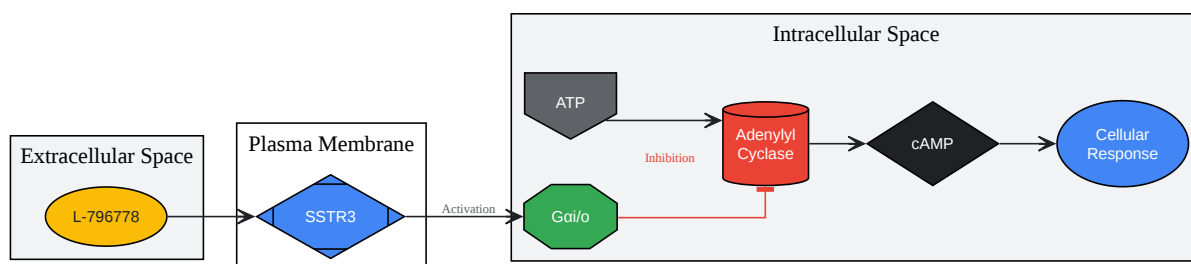 Extracellular Space
L-796778
Plasma Membrane
SSTR3
Activation
Intracellular Space
ATP
Gαi/o
Inhibition
Adenylyl
Cyclase
cAMP
Cellular
Response